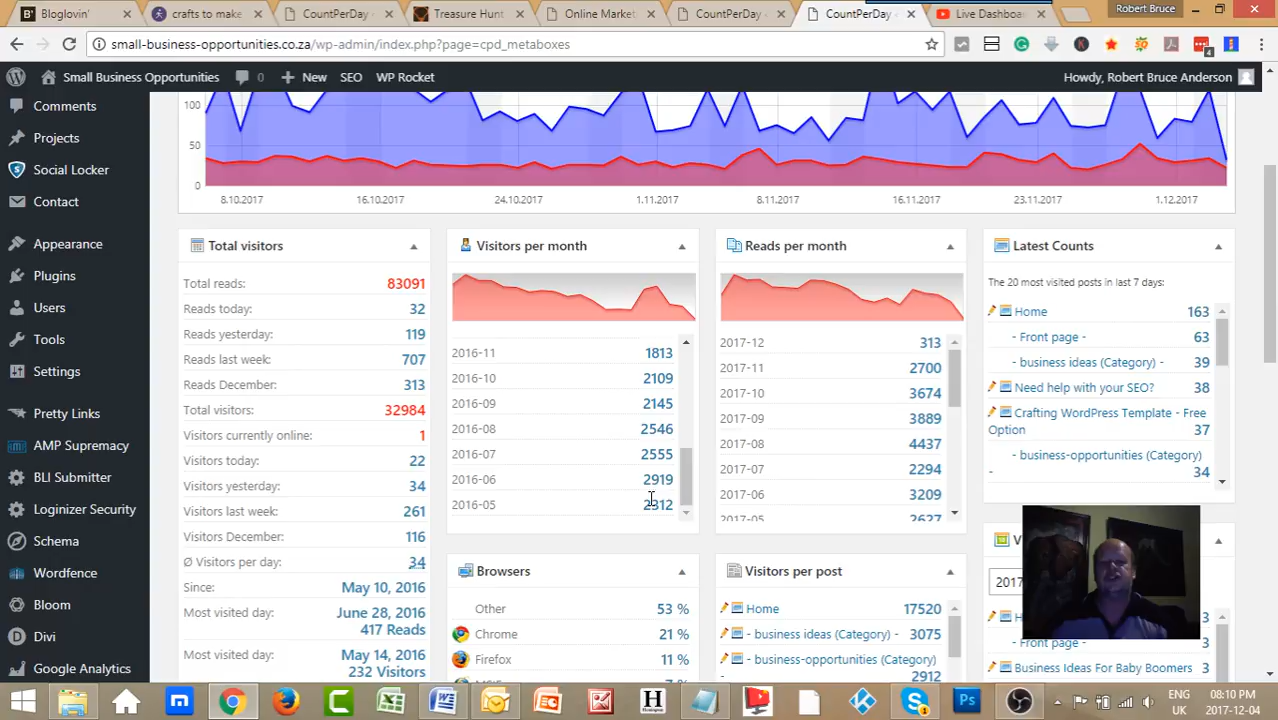 Robert Bruce
Bloglovin'
crafts to make
CountPerDay
Treasure Hunt
Online Market
CountPerDay
CountPerDay
Live Dashboa
small-business-opportunities.co.za/wp-admin/index.php?page=cpd_metaboxes
4
Small Business Opportunities
0
New
SEO
WP Rocket
Howdy, Robert Bruce Anderson
Comments
Projects
Social Locker
Contact
Appearance
Plugins
Users
Tools
Settings
Pretty Links
AMP Supremacy
BLI Submitter
Loginizer Security
Schema
Wordfence
Bloom
Divi
Google Analytics
100
50
0
8.10.2017
16.10.2017
24.10.2017
1.11.2017
8.11.2017
16.11.2017
23.11.2017
1.12.2017
Total visitors
Total reads: 83091
Reads today: 32
Reads yesterday: 119
Reads last week: 707
Reads December: 313
Total visitors: 32984
Visitors currently online: 1
Visitors today: 22
Visitors yesterday: 34
Visitors last week: 261
Visitors December: 116
Ø Visitors per day: 34
Since: May 10, 2016
Most visited day: June 28, 2016
417 Reads
Most visited day: May 14, 2016
232 Visitors
Visitors per month
2016-11 1813
2016-10 2109
2016-09 2145
2016-08 2546
2016-07 2555
2016-06 2919
2016-05 2312
Browsers
Other 53 %
Chrome 21 %
Firefox 11 %
Reads per month
2017-12 313
2017-11 2700
2017-10 3674
2017-09 3889
2017-08 4437
2017-07 2294
2017-06 3209
2017-05 2627
Visitors per post
Home 17520
- business ideas (Category) - 3075
- business-opportunities (Category)
2912
Latest Counts
The 20 most visited posts in last 7 days:
Home 163
- Front page - 63
- business ideas (Category) - 39
Need help with your SEO? 38
Crafting WordPress Template - Free
Option 37
- business-opportunities (Category)
- 34
2017
3
- Front page - 3
Business Ideas For Baby Boomers 3
ENG
UK
08:10 PM
2017-12-04